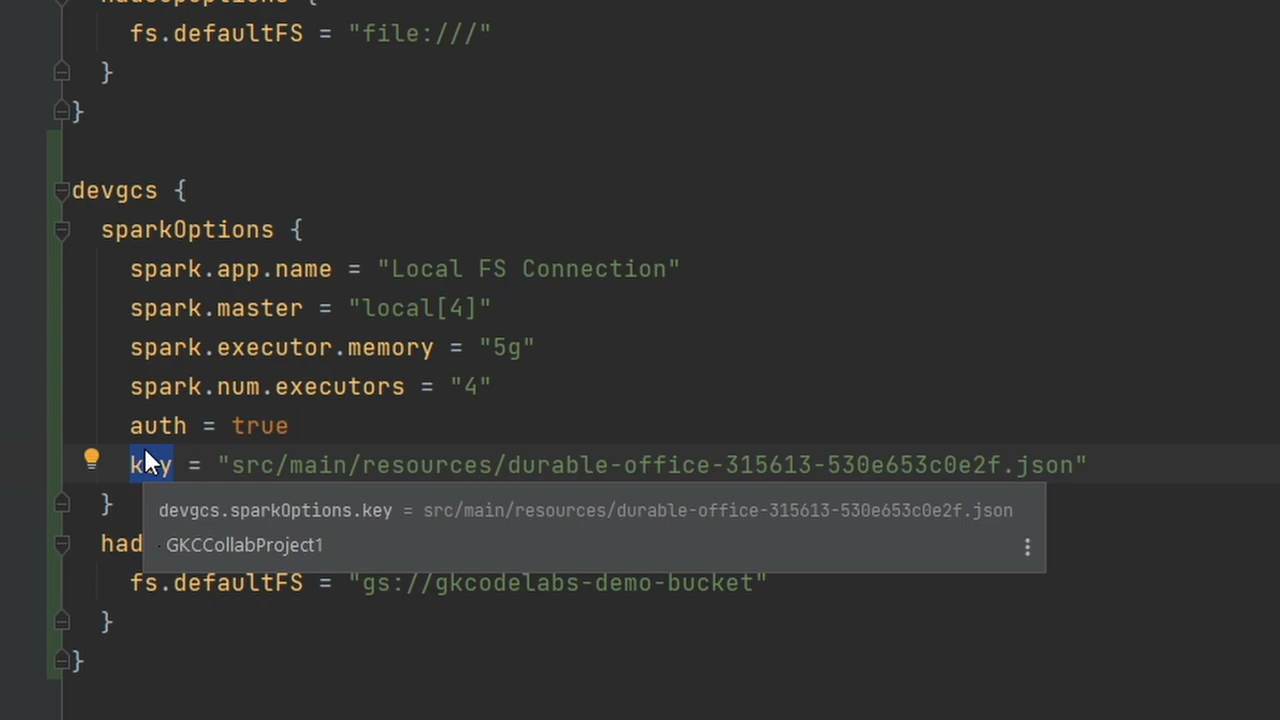 fs.defaultFS = "file:///"
}
}
devgcs {
sparkOptions {
spark.app.name = "Local FS Connection"
spark.master = "local[4]"
spark.executor.memory = "5g"
spark.num.executors = "4"
auth = true
key = "src/main/resources/durable-office-315613-530e653c0e2f.json"
}
devgcs.sparkOptions.key = src/main/resources/durable-office-315613-530e653c0e2f.json
had
GKCCollabProject1
fs.defaultFS = "gs://gkcodelabs-demo-bucket"
}
}